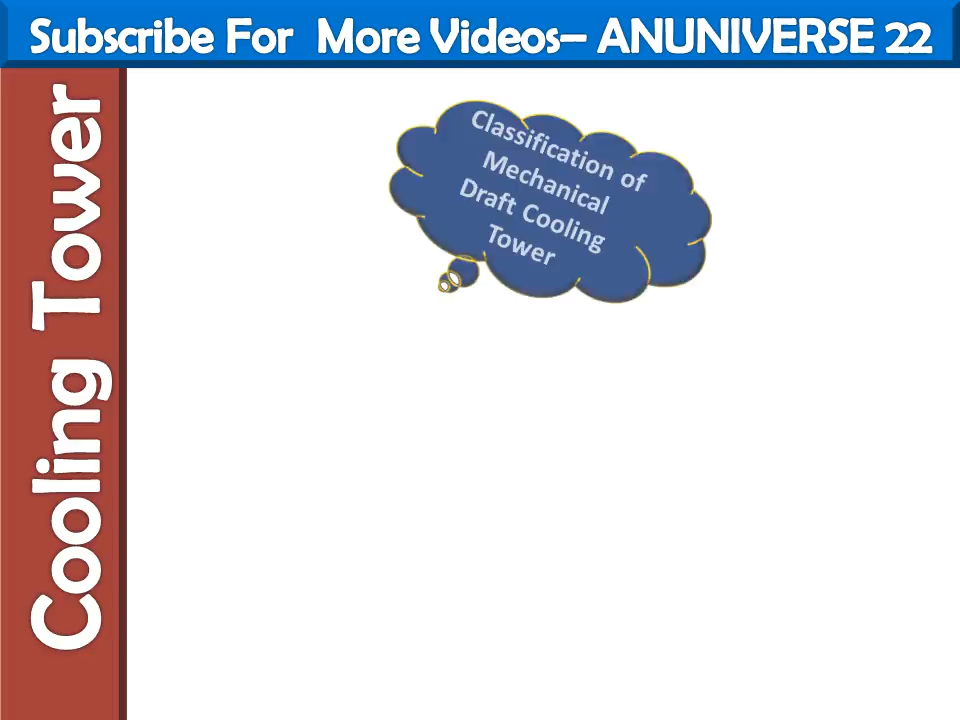 Subscribe For  More Videos– ANUNIVERSE 22
Cooling Tower
Classification of
Mechanical
Draft Cooling
Tower